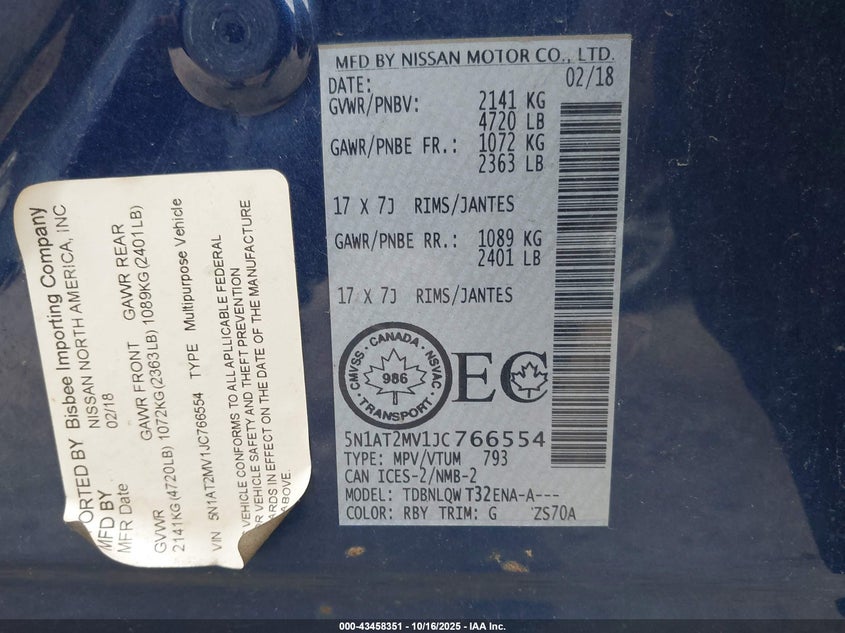 MFD BY NISSAN MOTOR CO., LTD.
DATE: 02/18
GVWR/PNBV: 2141 KG
4720 LB
GAWR/PNBE FR.: 1072 KG
2363 LB
17 X 7J RIMS/JANTES
GAWR/PNBE RR.: 1089 KG
2401 LB
17 X 7J RIMS/JANTES
CANADA · NSVAC · TRANSPORT · CMVSS ·
986
EC
5N1AT2MV1JC766554
TYPE: MPV/VTUM 793
CAN ICES-2/NMB-2
MODEL: TDBNLQW T32ENA-A---
COLOR: RBY TRIM: G ZS70A
ORTED BY Bisbee Importing Company
MFD BY NISSAN NORTH AMERICA, INC
MFR Date 02/18
GVWR GAWR FRONT GAWR REAR
2141KG(4720LB) 1072KG(2363LB) 1089KG(2401LB)
VIN 5N1AT2MV1JC766554 TYPE Multipurpose Vehicle
VEHICLE CONFORMS TO ALL APLLICABLE FEDERAL
VEHICLE SAFETY AND THEFT PREVENTION
ARDS IN EFFECT ON THE DATE OF THE MANUFACTURE
ABOVE.
000-43458351 | 10/16/2025 - IAA Inc.